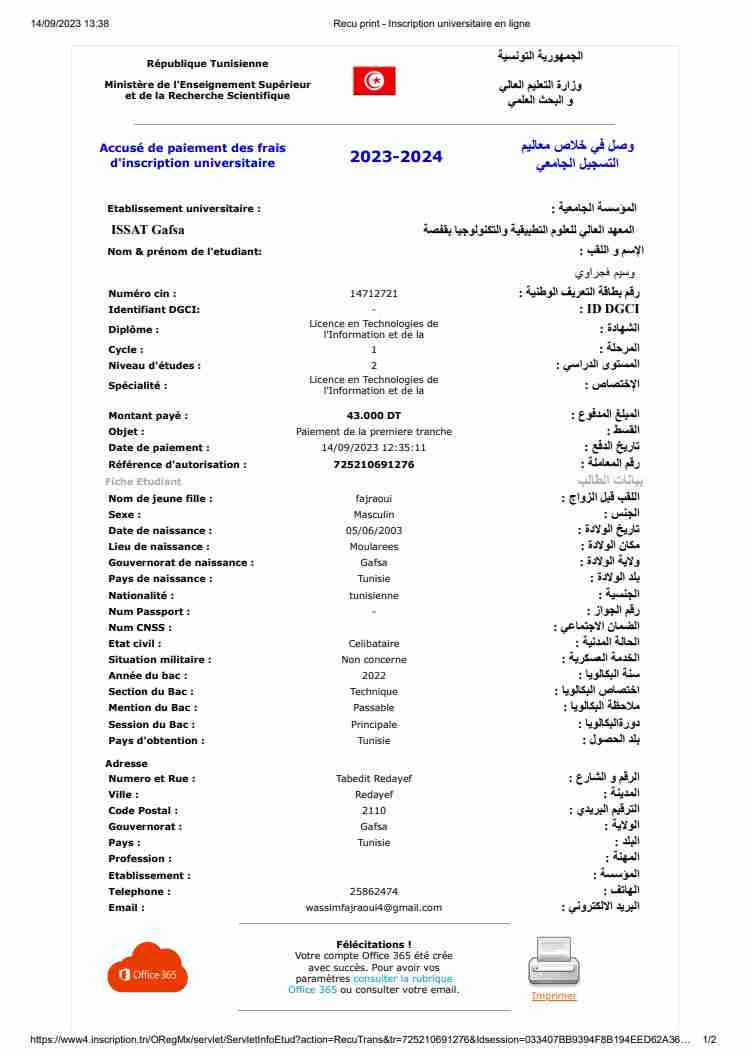 14/09/2023 13:38 Recu print - Inscription universitaire en ligne
République Tunisienne الجمهورية التونسية
Ministère de l'Enseignement Supérieur
et de la Recherche Scientifique
وزارة التعليم العالي
و البحث العلمي
Accusé de paiement des frais
d'inscription universitaire
2023-2024
وصل في خلاص معاليم
التسجيل الجامعي
Etablissement universitaire : المؤسسة الجامعية :
ISSAT Gafsa المعهد العالي للعلوم التطبيقية والتكنولوجيا بقفصة
Nom & prénom de l'etudiant: الإسم و اللقب :
وسيم فجراوي
Numéro cin : 14712721 رقم بطاقة التعريف الوطنية :
Identifiant DGCI: - ID DGCI :
Diplôme : Licence en Technologies de
l'Information et de la الشهادة :
Cycle : 1 المرحلة :
Niveau d'études : 2 المستوى الدراسي :
Spécialité : Licence en Technologies de
l'Information et de la الإختصاص :
Montant payé : 43.000 DT المبلغ المدفوع :
Objet : Paiement de la premiere tranche القسط :
Date de paiement : 14/09/2023 12:35:11 تاريخ الدفع :
Référence d'autorisation : 725210691276 رقم المعاملة :
Fiche Etudiant بيانات الطالب
Nom de jeune fille : fajraoui اللقب قبل الزواج :
Sexe : Masculin الجنس :
Date de naissance : 05/06/2003 تاريخ الولادة :
Lieu de naissance : Moularees مكان الولادة :
Gouvernorat de naissance : Gafsa ولاية الولادة :
Pays de naissance : Tunisie بلد الولادة :
Nationalité : tunisienne الجنسية :
Num Passport : - رقم الجواز :
Num CNSS : الضمان الاجتماعي :
Etat civil : Celibataire الحالة المدنية :
Situation militaire : Non concerne الخدمة العسكرية :
Année du bac : 2022 سنة البكالويا :
Section du Bac : Technique اختصاص البكالويا :
Mention du Bac : Passable ملاحظة البكالويا :
Session du Bac : Principale دورةالبكالويا :
Pays d'obtention : Tunisie بلد الحصول :
Adresse
Numero et Rue : Tabedit Redayef الرقم و الشارع :
Ville : Redayef المدينة :
Code Postal : 2110 الترقيم البريدي :
Gouvernorat : Gafsa الولاية :
Pays : Tunisie البلد :
Profession : المهنة :
Etablissement : المؤسسة :
Telephone : 25862474 الهاتف :
Email : wassimfajraoui4@gmail.com البريد الالكتروني :
Office 365
Félécitations !
Votre compte Office 365 été crée
avec succès. Pour avoir vos
paramètres consulter la rubrique
Office 365 ou consulter votre email.
Imprimer
https://www4.inscription.tn/ORegMx/servlet/ServletInfoEtud?action=RecuTrans&tr=725210691276&Idsession=033407BB9394F8B194EED62A36... 1/2